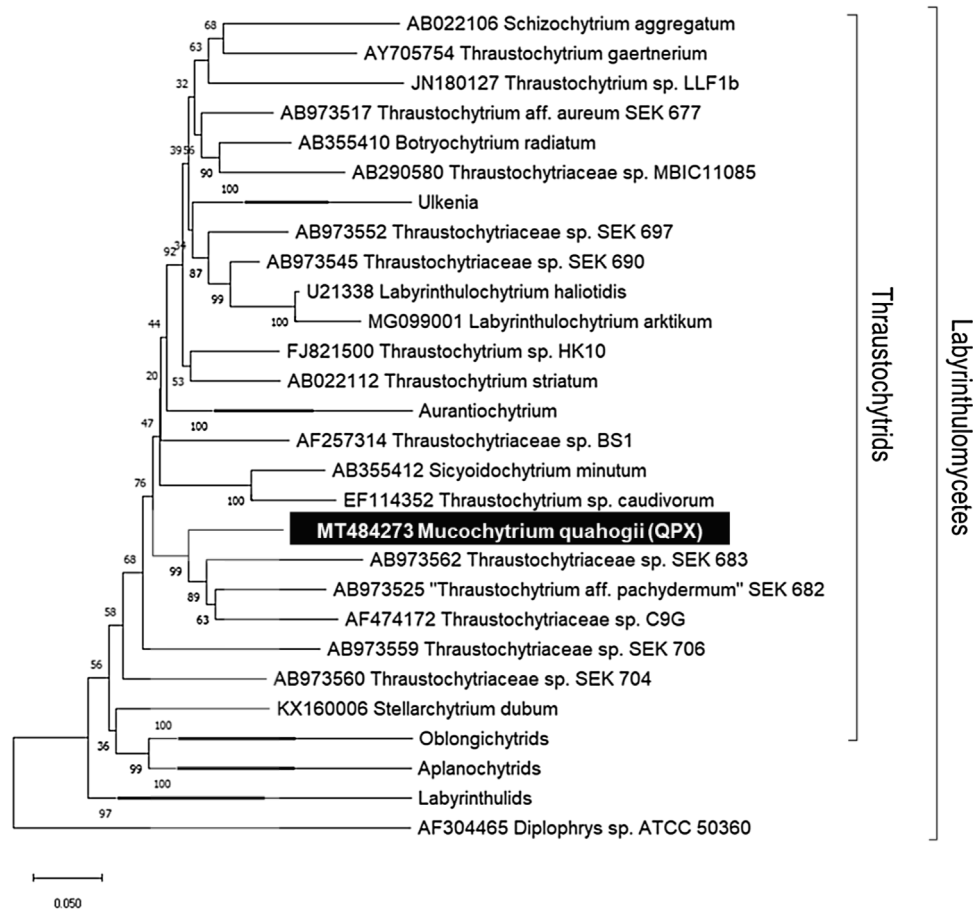 68
AB022106 Schizochytrium aggregatum
63
AY705754 Thraustochytrium gaertnerium
32
JN180127 Thraustochytrium sp. LLF1b
AB973517 Thraustochytrium aff. aureum SEK 677
AB355410 Botryochytrium radiatum
39
56
90
AB290580 Thraustochytriaceae sp. MBIC11085
100
Ulkenia
AB973552 Thraustochytriaceae sp. SEK 697
92
34
87
AB973545 Thraustochytriaceae sp. SEK 690
99
U21338 Labyrinthulochytrium haliotidis
100
MG099001 Labyrinthulochytrium arktikum
44
FJ821500 Thraustochytrium sp. HK10
20
53
AB022112 Thraustochytrium striatum
100
Aurantiochytrium
47
AF257314 Thraustochytriaceae sp. BS1
AB355412 Sicyoidochytrium minutum
76
100
EF114352 Thraustochytrium sp. caudivorum
MT484273 Mucochytrium quahogii (QPX)
68
99
AB973562 Thraustochytriaceae sp. SEK 683
89
AB973525 "Thraustochytrium aff. pachydermum" SEK 682
58
63
AF474172 Thraustochytriaceae sp. C9G
AB973559 Thraustochytriaceae sp. SEK 706
56
AB973560 Thraustochytriaceae sp. SEK 704
KX160006 Stellarchytrium dubum
100
36
Oblongichytrids
99
Aplanochytrids
100
Labyrinthulids
97
AF304465 Diplophrys sp. ATCC 50360
0.050
Thraustochytrids
Labyrinthulomycetes